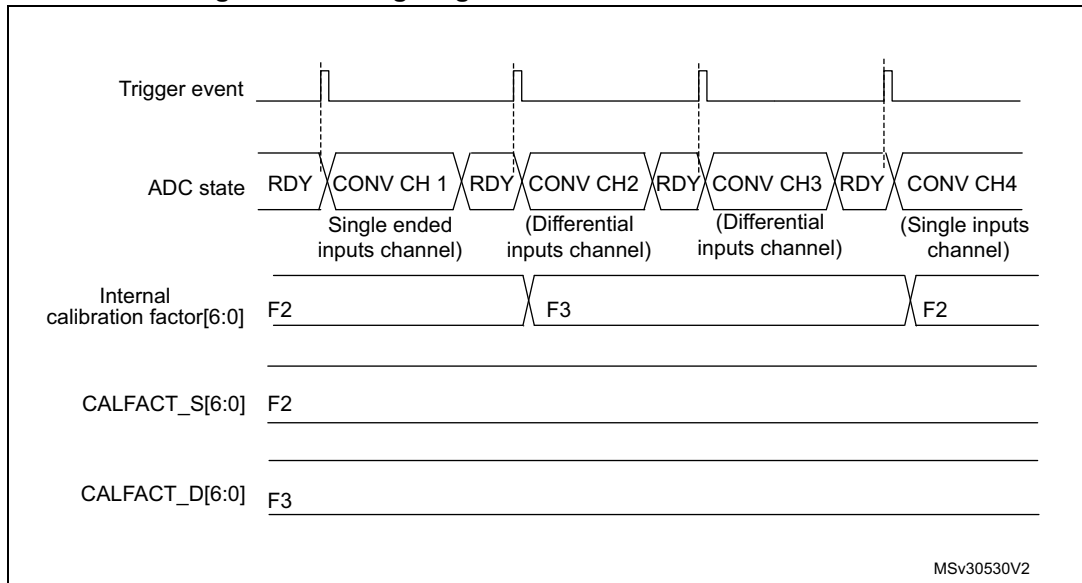 Trigger event
ADC state
RDY CONV CH 1 RDY CONV CH2 RDY CONV CH3 RDY CONV CH4
Single ended (Differential (Differential (Single inputs
inputs channel) inputs channel) inputs channel) channel)
Internal
calibration factor[6:0]
F2 F3 F2
CALFACT_S[6:0] F2
CALFACT_D[6:0] F3
MSv30530V2